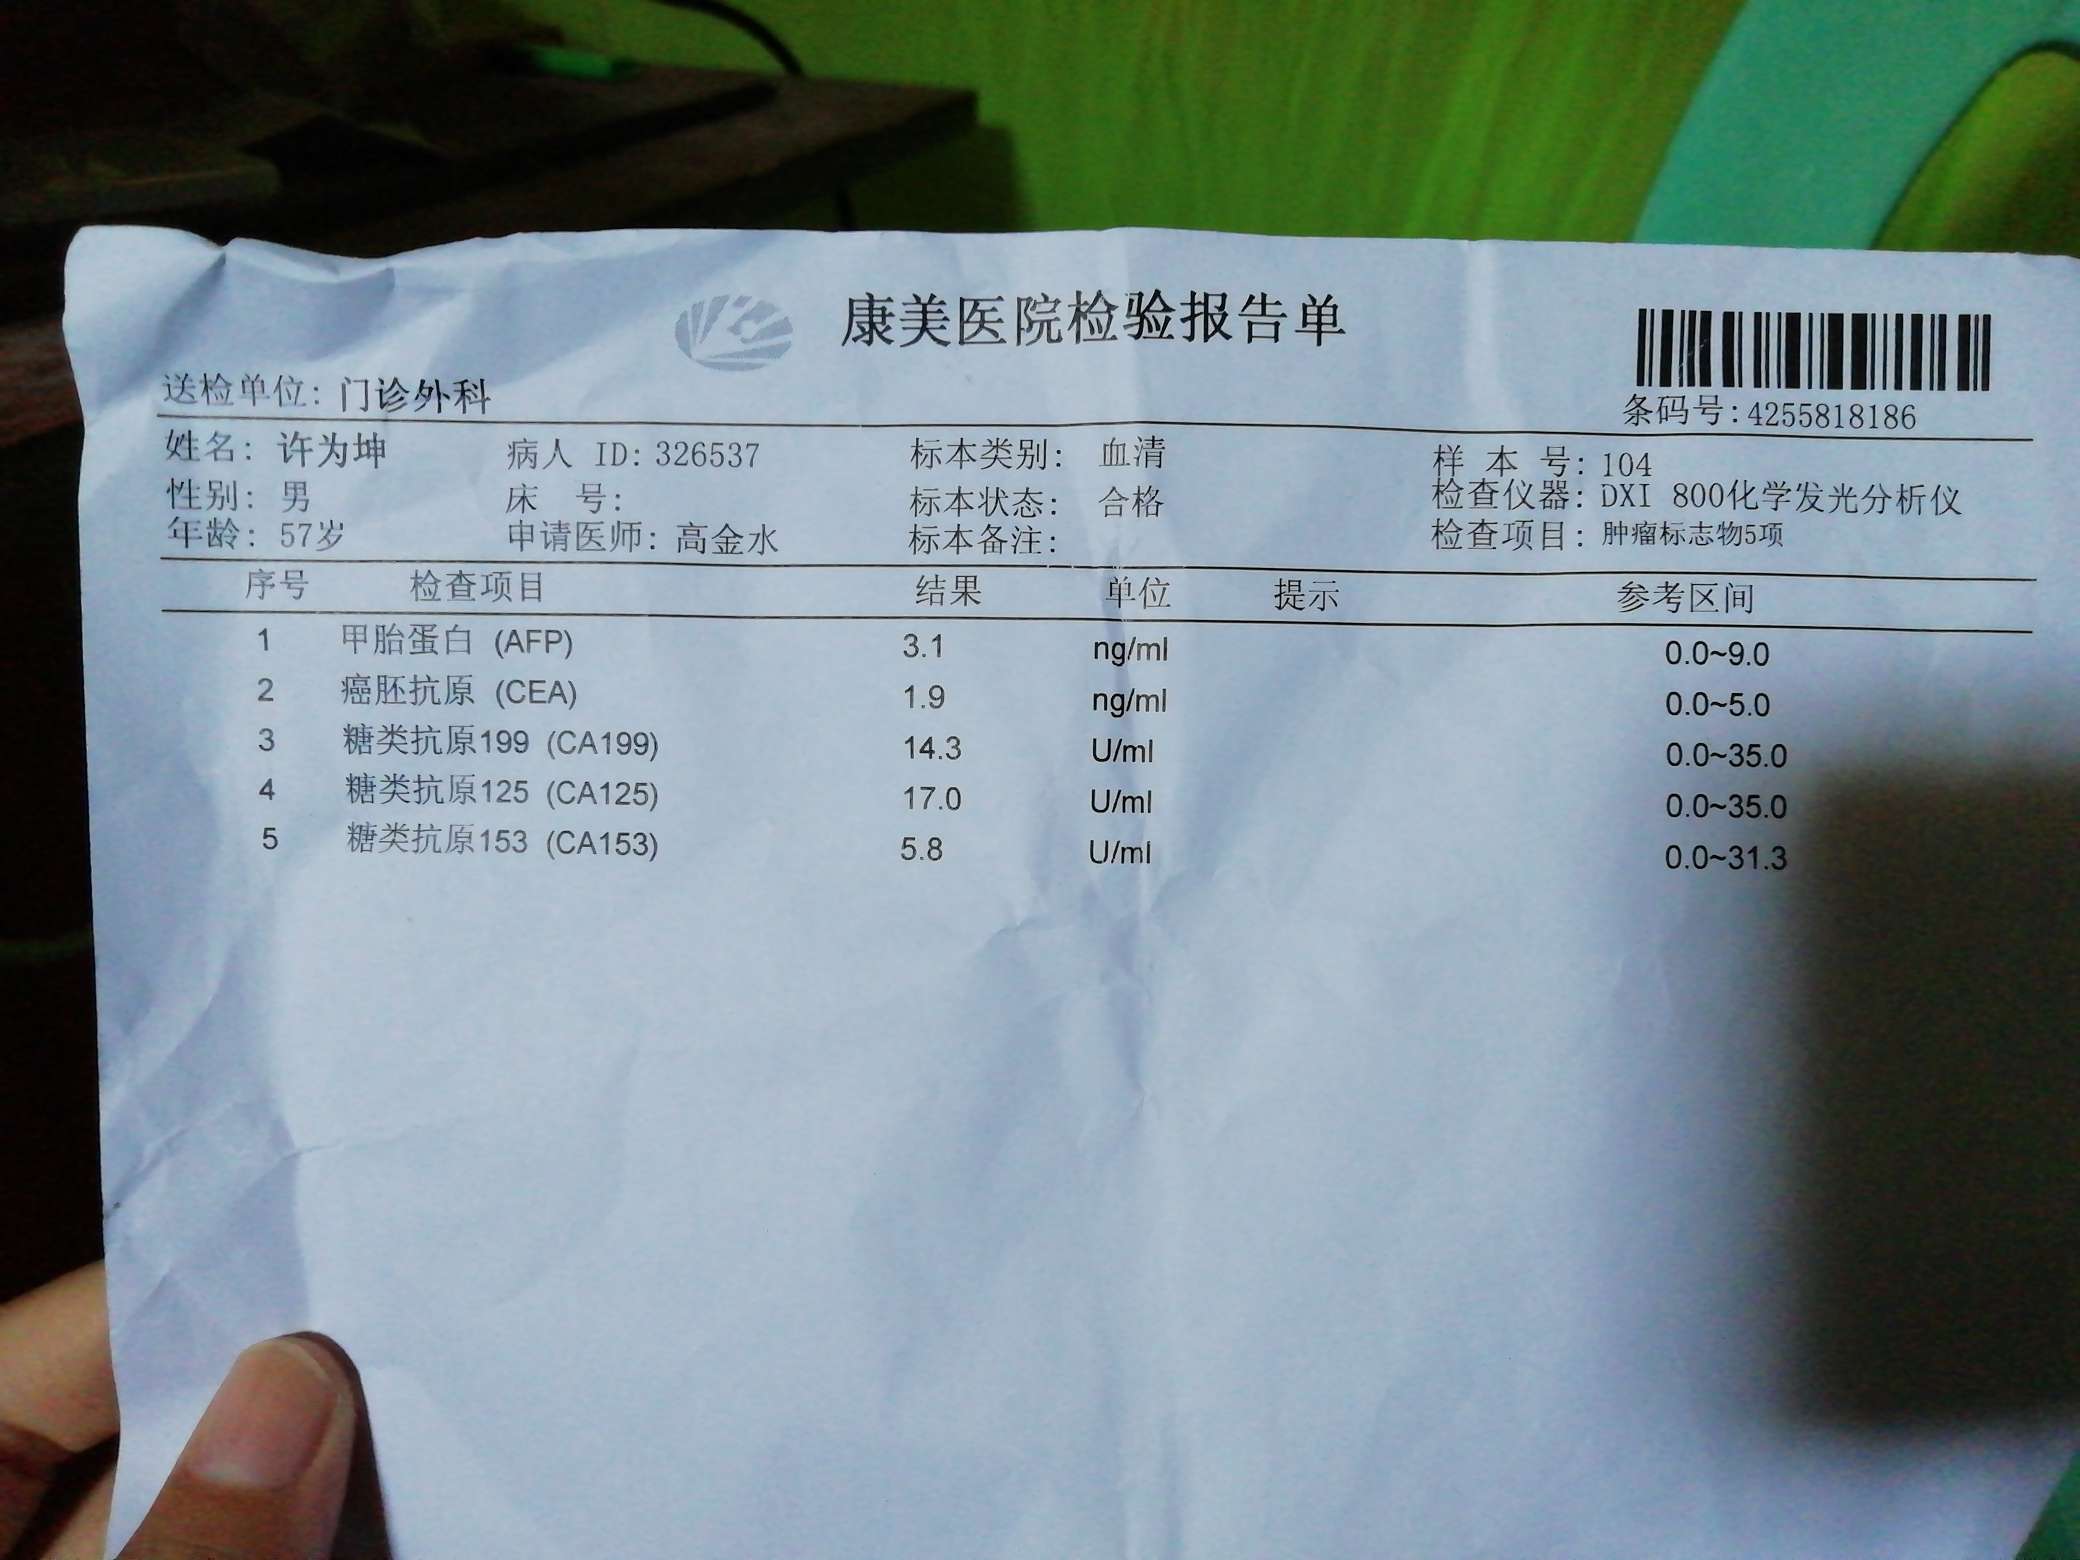 康美医院检验报告单
送检单位: 门诊外科
条码号:4255818186
姓名: 许为坤 病人 ID: 326537 标本类别: 血清 样 本 号: 104
性别: 男 床 号: 标本状态: 合格 检查仪器: DXI 800化学发光分析仪
年龄: 57岁 申请医师: 高金水 标本备注: 检查项目: 肿瘤标志物5项
序号 检查项目 结果 单位 提示 参考区间
1 甲胎蛋白 (AFP) 3.1 ng/ml 0.0~9.0
2 癌胚抗原 (CEA) 1.9 ng/ml 0.0~5.0
3 糖类抗原199 (CA199) 14.3 U/ml 0.0~35.0
4 糖类抗原125 (CA125) 17.0 U/ml 0.0~35.0
5 糖类抗原153 (CA153) 5.8 U/ml 0.0~31.3